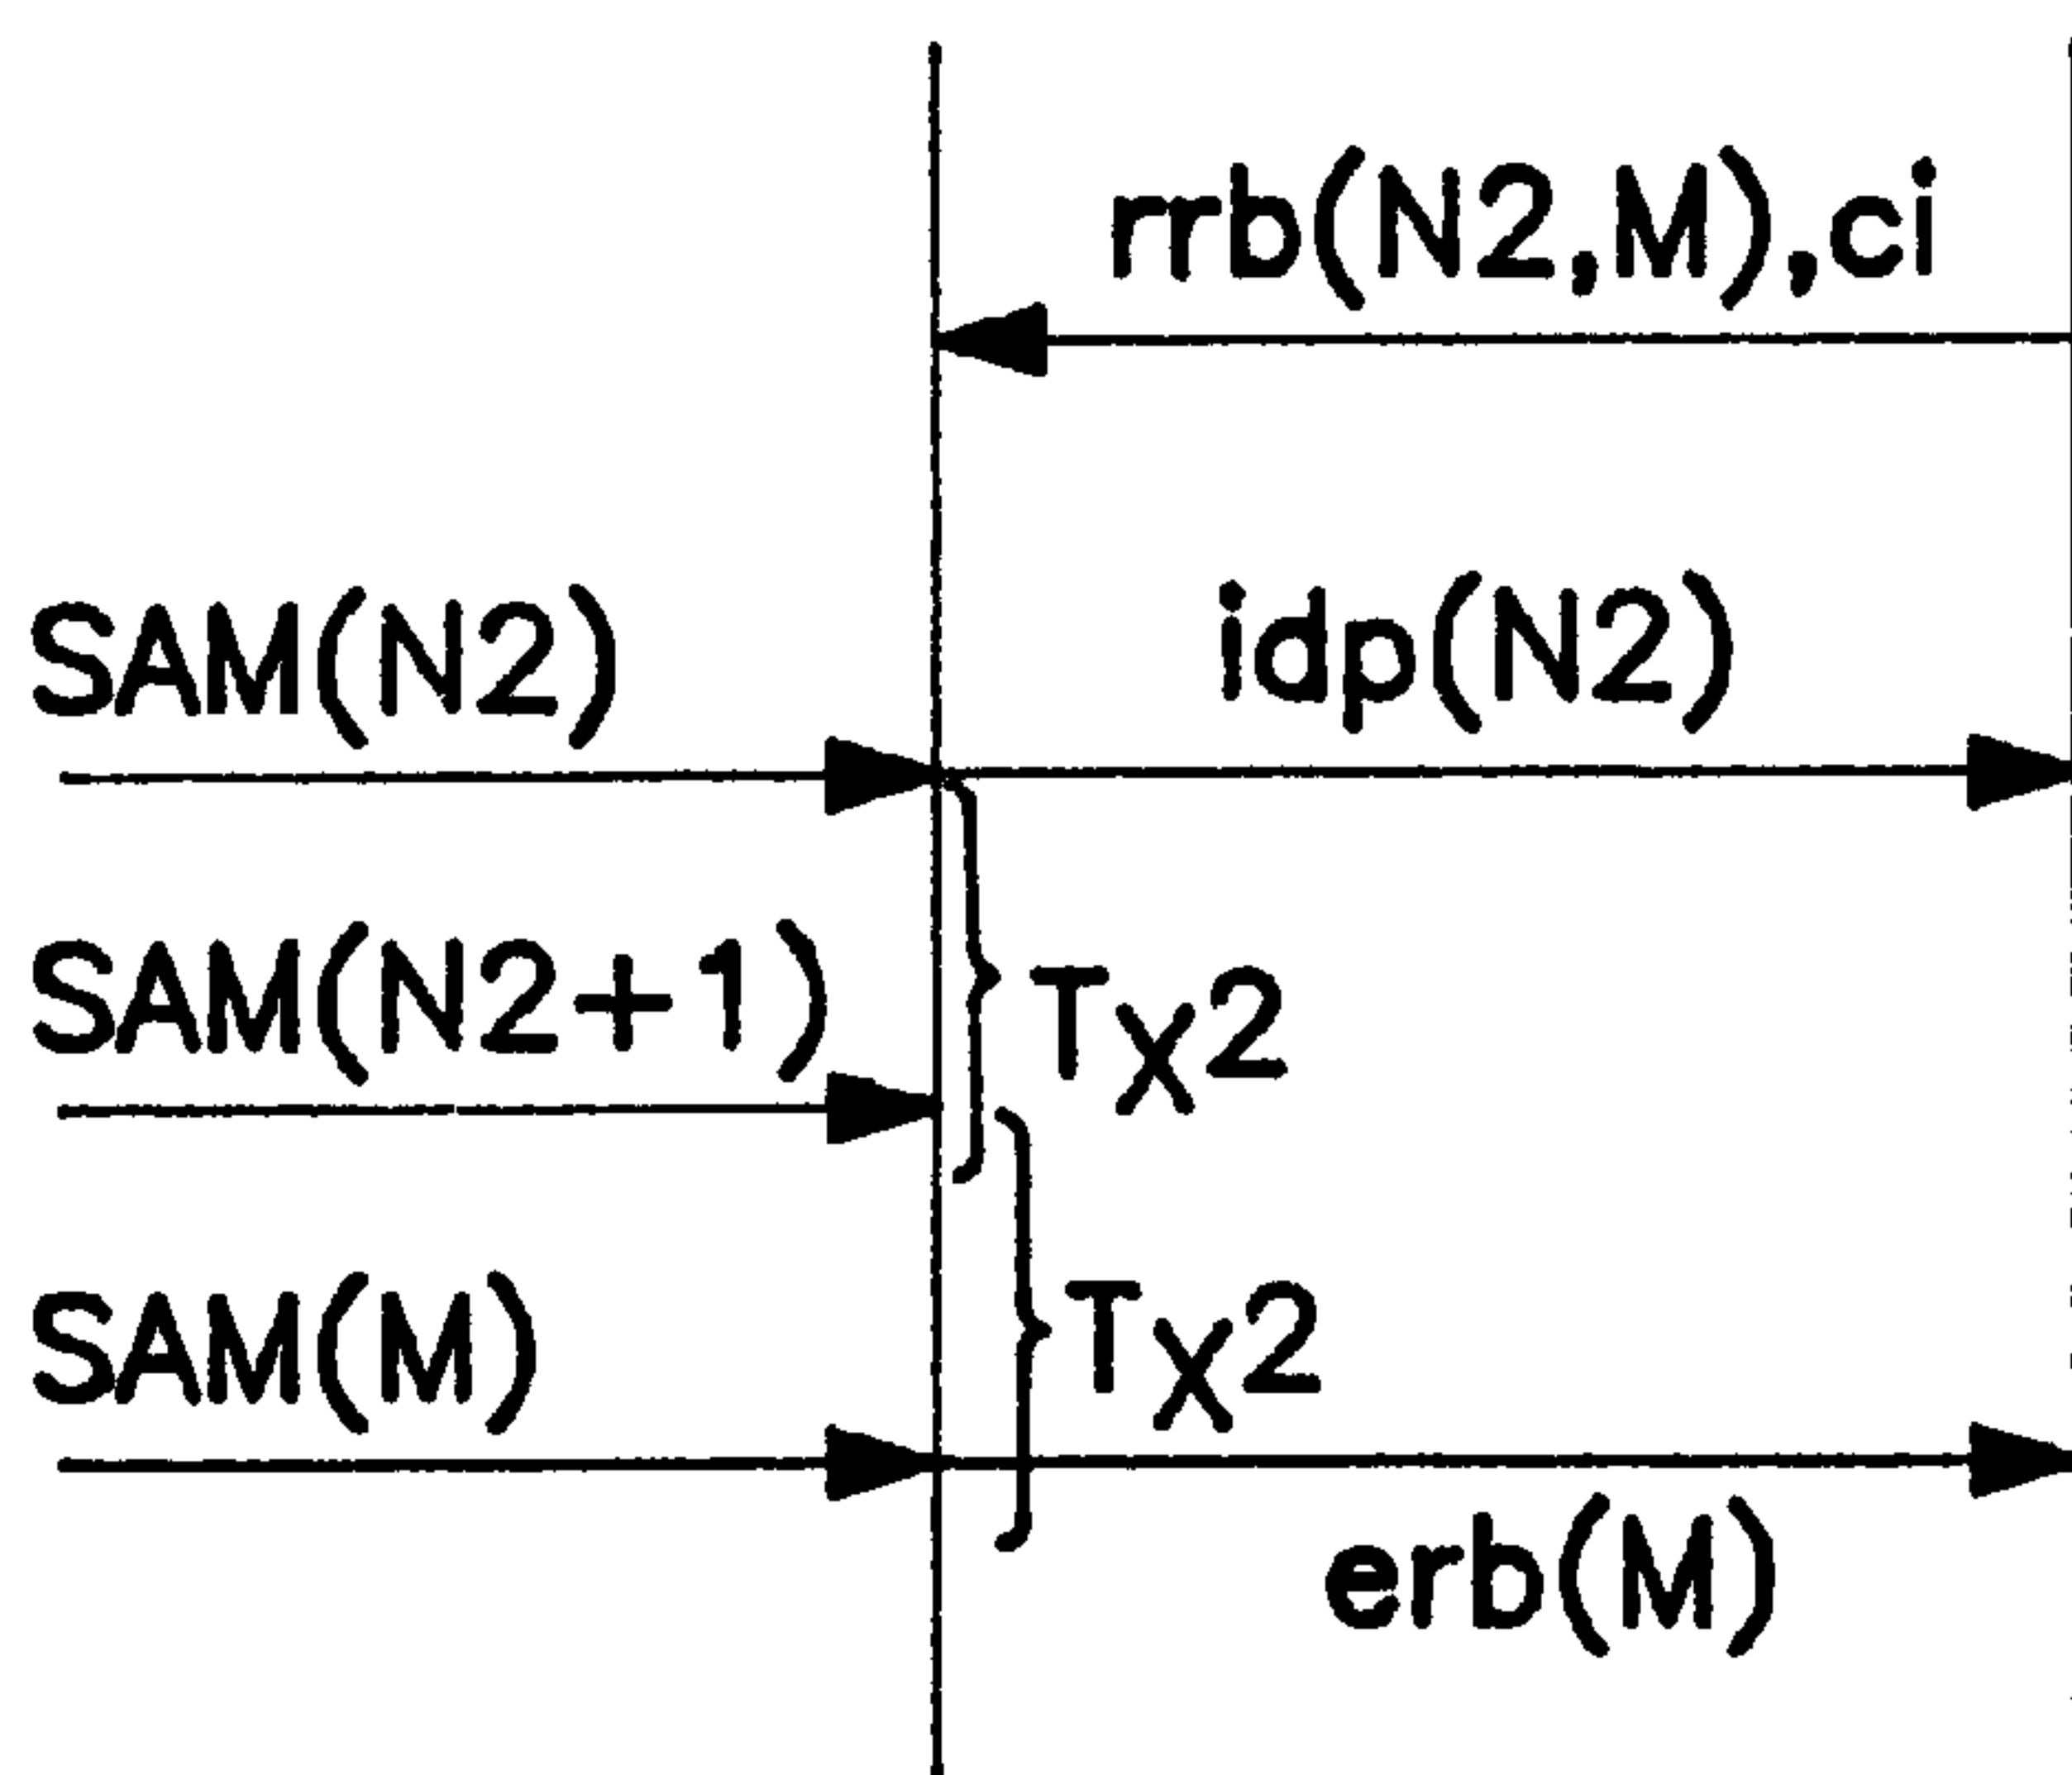 rrb(N2,M),ci
SAM(N2)
idp(N2)
SAM(N2+1)
Tx2
SAM(M)
Tx2
erb(M)